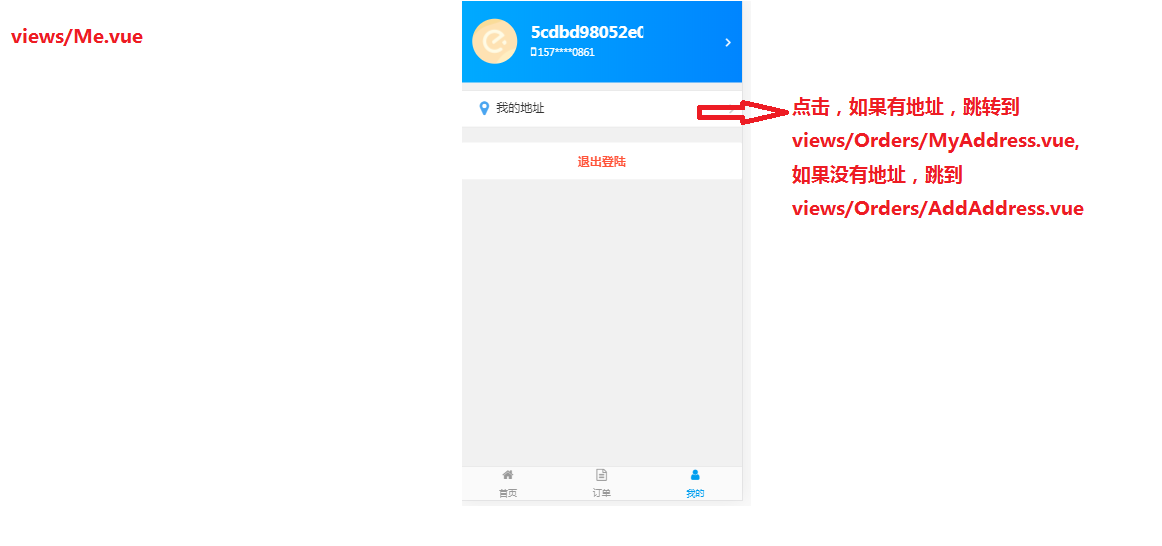 views/Me.vue
5cdbd98052e0
157****0861
我的地址
退出登陆
点击，如果有地址，跳转到
views/Orders/MyAddress.vue,
如果没有地址，跳到
views/Orders/AddAddress.vue
首页
订单
我的